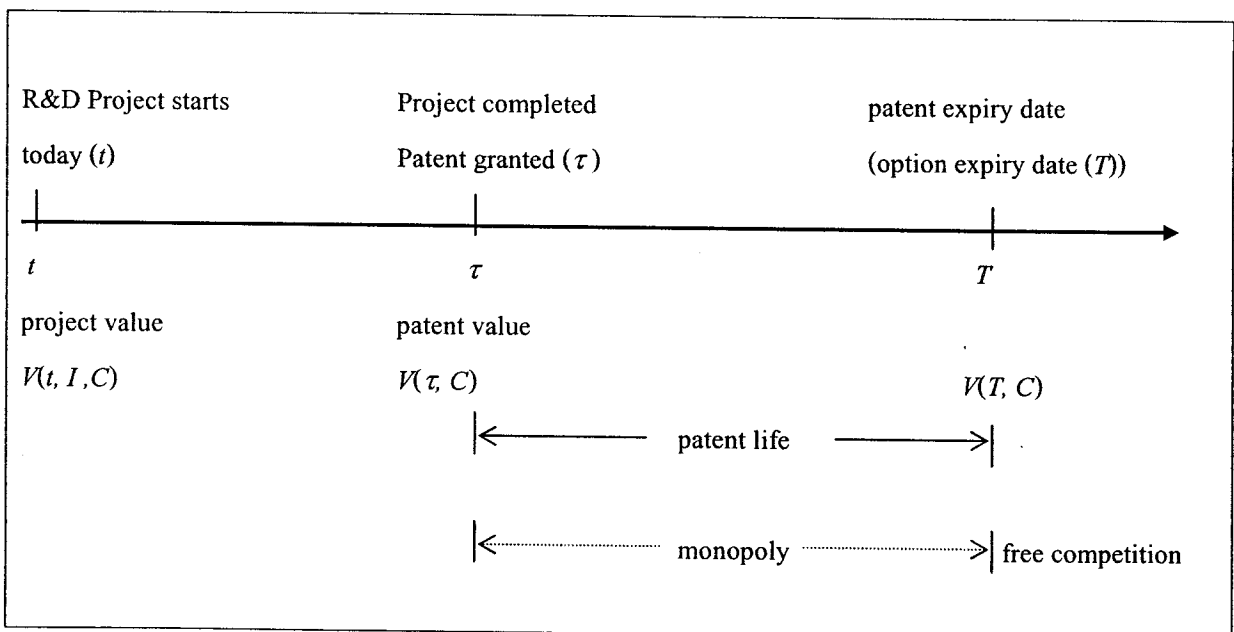 R&D Project starts
today (t)
Project completed
Patent granted (τ)
patent expiry date
(option expiry date (T))
t
τ
T
project value
V(t, I ,C)
patent value
V(τ, C)
V(T, C)
patent life
monopoly
free competition